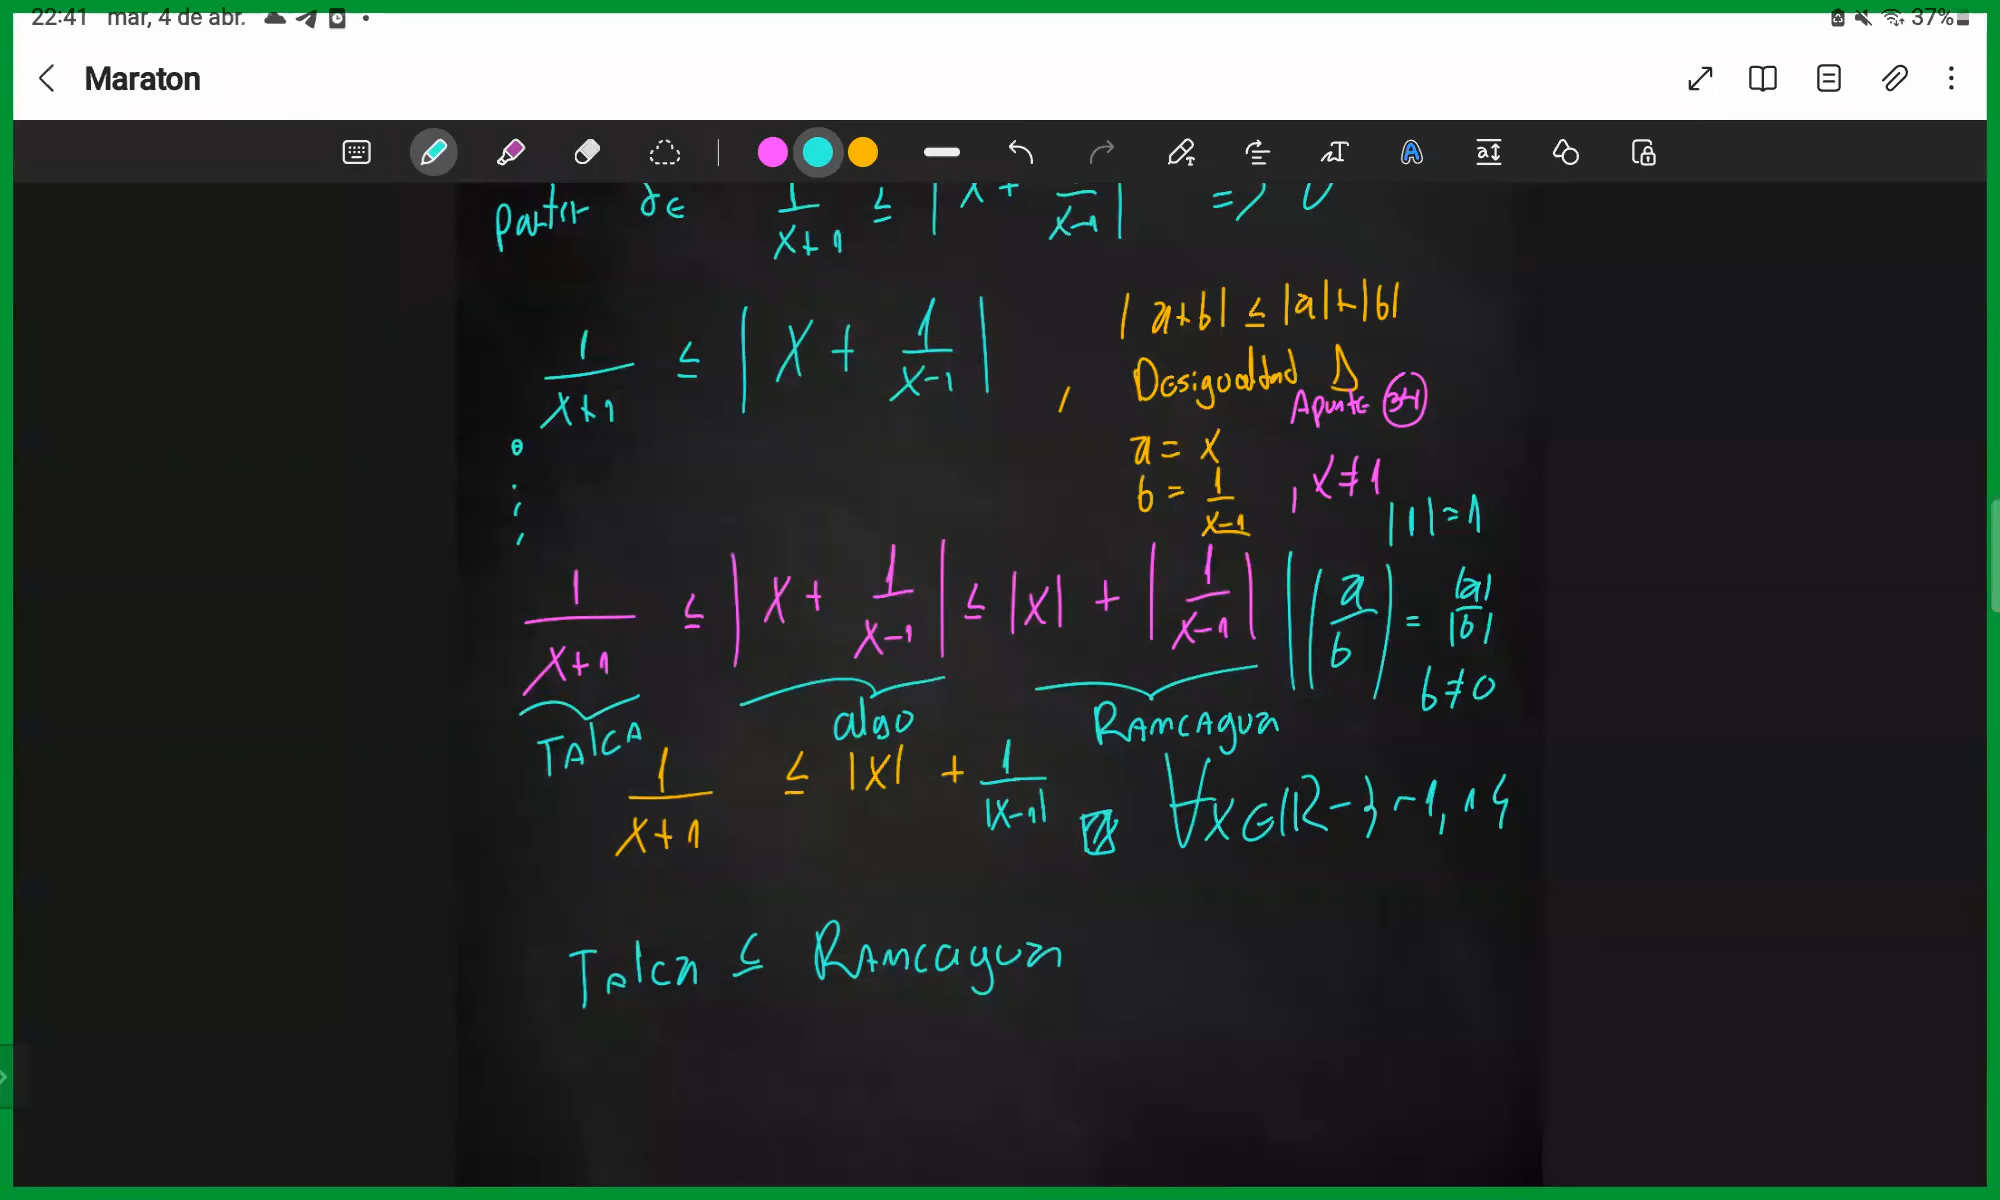 22:41 mar, 4 de abr. 37%
Maraton
Partir de 1/(x+1) ≤ |x + 1/(x-1)| => 0
1/(x+1) ≤ |x + 1/(x-1)| , |a+b| ≤ |a|+|b|
Desigualdad Δ
Apunte 34
a = x
b = 1/(x-1) , x≠1
|1|=1
1/(x+1) ≤ |x + 1/(x-1)| ≤ |x| + |1/(x-1)| | |a/b| = |a|/|b|
b≠0
TALCA algo RANCAGUA
1/(x+1) ≤ |x| + 1/|x-1| ∀x∈ℝ-{-1,1}
Talca ≤ Rancagua